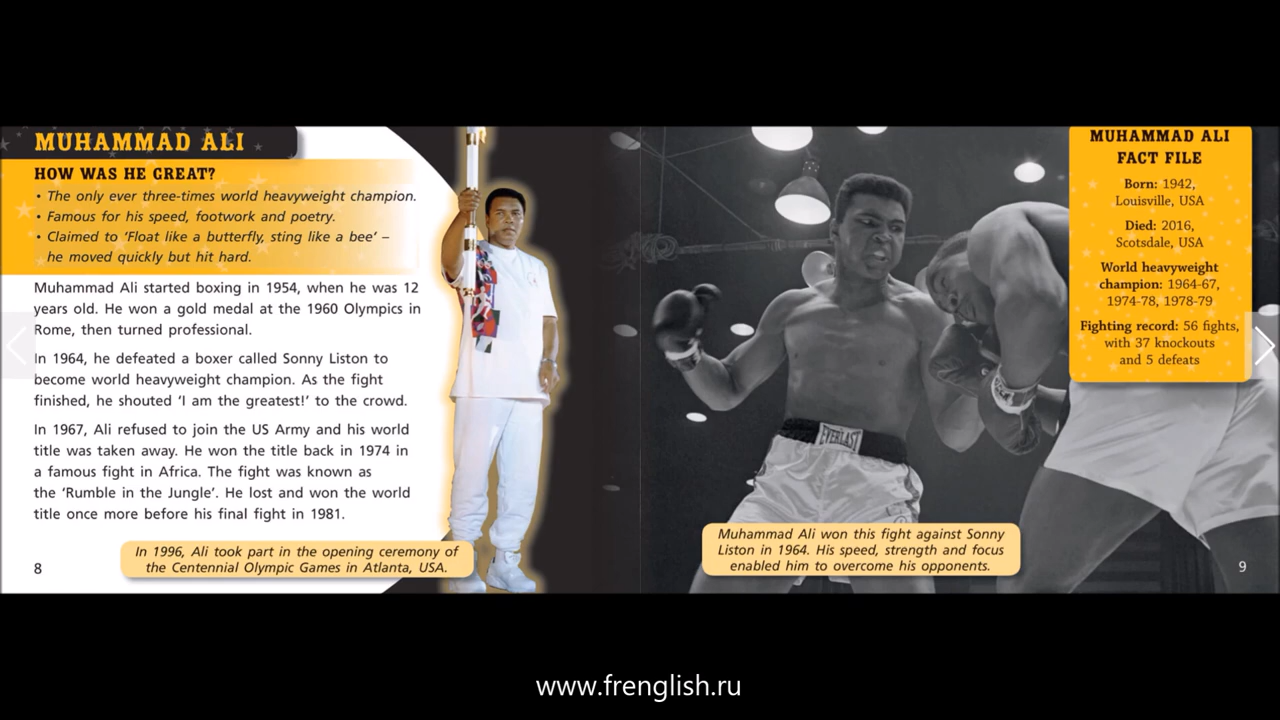 MUHAMMAD ALI
HOW WAS HE GREAT?
• The only ever three-times world heavyweight champion.
• Famous for his speed, footwork and poetry.
• Claimed to ‘Float like a butterfly, sting like a bee’ –
he moved quickly but hit hard.
Muhammad Ali started boxing in 1954, when he was 12
years old. He won a gold medal at the 1960 Olympics in
Rome, then turned professional.
In 1964, he defeated a boxer called Sonny Liston to
become world heavyweight champion. As the fight
finished, he shouted ‘I am the greatest!’ to the crowd.
In 1967, Ali refused to join the US Army and his world
title was taken away. He won the title back in 1974 in
a famous fight in Africa. The fight was known as
the ‘Rumble in the Jungle’. He lost and won the world
title once more before his final fight in 1981.
In 1996, Ali took part in the opening ceremony of
the Centennial Olympic Games in Atlanta, USA.
8
EVERLAST
Muhammad Ali won this fight against Sonny
Liston in 1964. His speed, strength and focus
enabled him to overcome his opponents.
MUHAMMAD ALI
FACT FILE
Born: 1942,
Louisville, USA
Died: 2016,
Scotsdale, USA
World heavyweight
champion: 1964-67,
1974-78, 1978-79
Fighting record: 56 fights,
with 37 knockouts
and 5 defeats
9
www.frenglish.ru